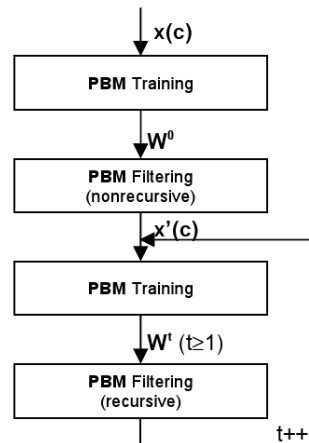 x(c)
PBM Training
W⁰
PBM Filtering
(nonrecursive)
x'(c)
PBM Training
Wᵗ (t≥1)
PBM Filtering
(recursive)
t++